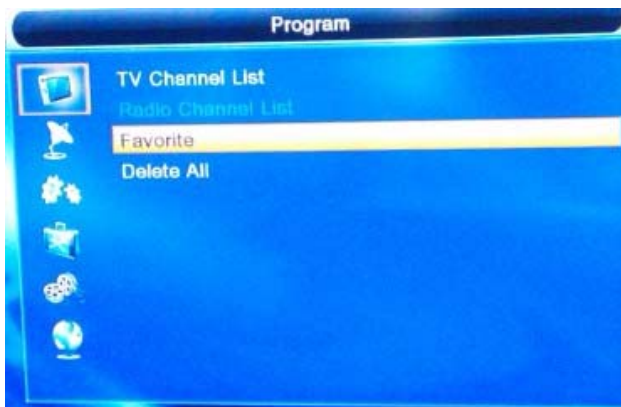 Program
TV Channel List
Radio Channel List
Favorite
Delete All